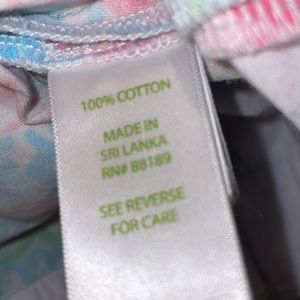 100% COTTON
MADE IN
SRI LANKA
RN# 88189
SEE REVERSE
FOR CARE